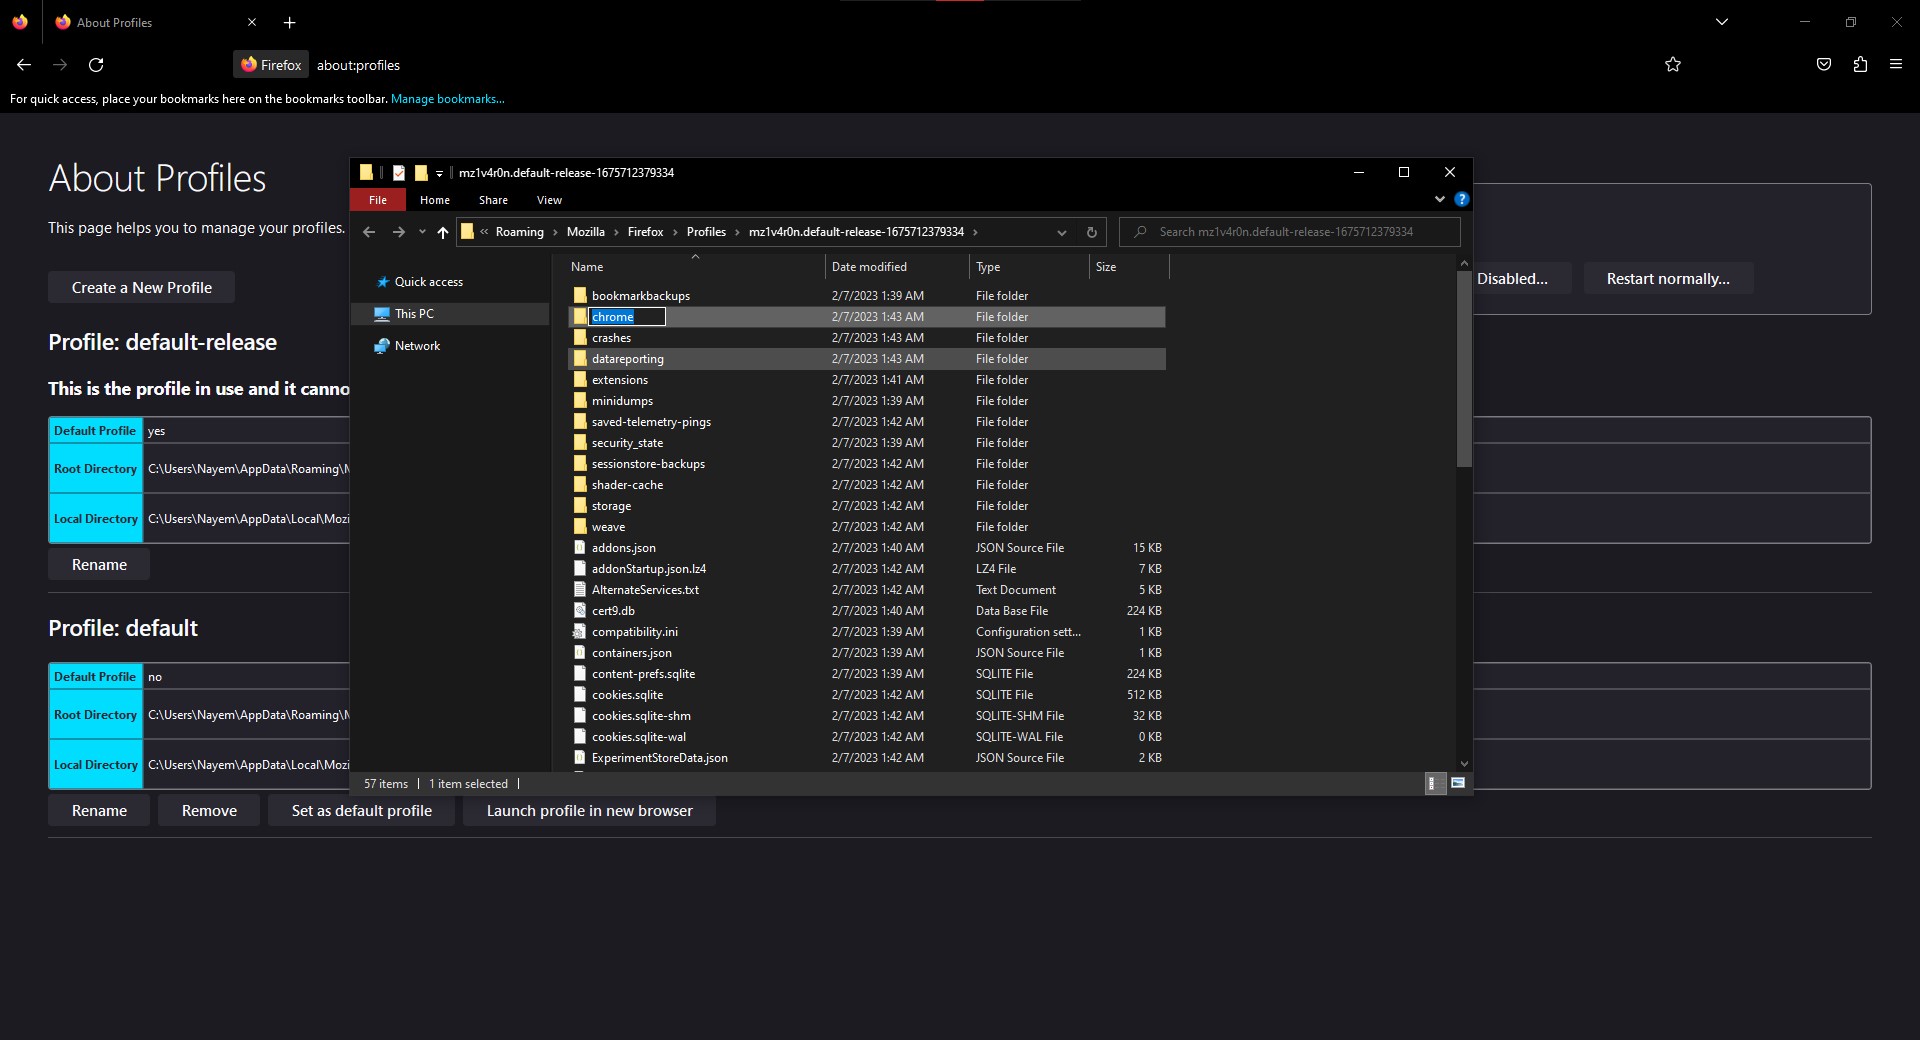 About Profiles
Firefox
about:profiles
For quick access, place your bookmarks here on the bookmarks toolbar. Manage bookmarks...
About Profiles
This page helps you to manage your profiles.
Create a New Profile
Disabled...
Restart normally...
Profile: default-release
This is the profile in use and it canno
Default Profile yes
Root Directory C:\Users\Nayem\AppData\Roaming\M
Local Directory C:\Users\Nayem\AppData\Local\Mozi
Rename
Profile: default
Default Profile no
Root Directory C:\Users\Nayem\AppData\Roaming\M
Local Directory C:\Users\Nayem\AppData\Local\Mozi
Rename Remove Set as default profile Launch profile in new browser
mz1v4r0n.default-release-1675712379334
File Home Share View
« Roaming › Mozilla › Firefox › Profiles › mz1v4r0n.default-release-1675712379334 ›
Search mz1v4r0n.default-release-1675712379334
Quick access
This PC
Network
Name Date modified Type Size
bookmarkbackups 2/7/2023 1:39 AM File folder
chrome 2/7/2023 1:43 AM File folder
crashes 2/7/2023 1:43 AM File folder
datareporting 2/7/2023 1:43 AM File folder
extensions 2/7/2023 1:41 AM File folder
minidumps 2/7/2023 1:39 AM File folder
saved-telemetry-pings 2/7/2023 1:42 AM File folder
security_state 2/7/2023 1:39 AM File folder
sessionstore-backups 2/7/2023 1:42 AM File folder
shader-cache 2/7/2023 1:42 AM File folder
storage 2/7/2023 1:42 AM File folder
weave 2/7/2023 1:42 AM File folder
addons.json 2/7/2023 1:40 AM JSON Source File 15 KB
addonStartup.json.lz4 2/7/2023 1:42 AM LZ4 File 7 KB
AlternateServices.txt 2/7/2023 1:42 AM Text Document 5 KB
cert9.db 2/7/2023 1:40 AM Data Base File 224 KB
compatibility.ini 2/7/2023 1:39 AM Configuration sett... 1 KB
containers.json 2/7/2023 1:39 AM JSON Source File 1 KB
content-prefs.sqlite 2/7/2023 1:39 AM SQLITE File 224 KB
cookies.sqlite 2/7/2023 1:42 AM SQLITE File 512 KB
cookies.sqlite-shm 2/7/2023 1:42 AM SQLITE-SHM File 32 KB
cookies.sqlite-wal 2/7/2023 1:42 AM SQLITE-WAL File 0 KB
ExperimentStoreData.json 2/7/2023 1:42 AM JSON Source File 2 KB
57 items 1 item selected